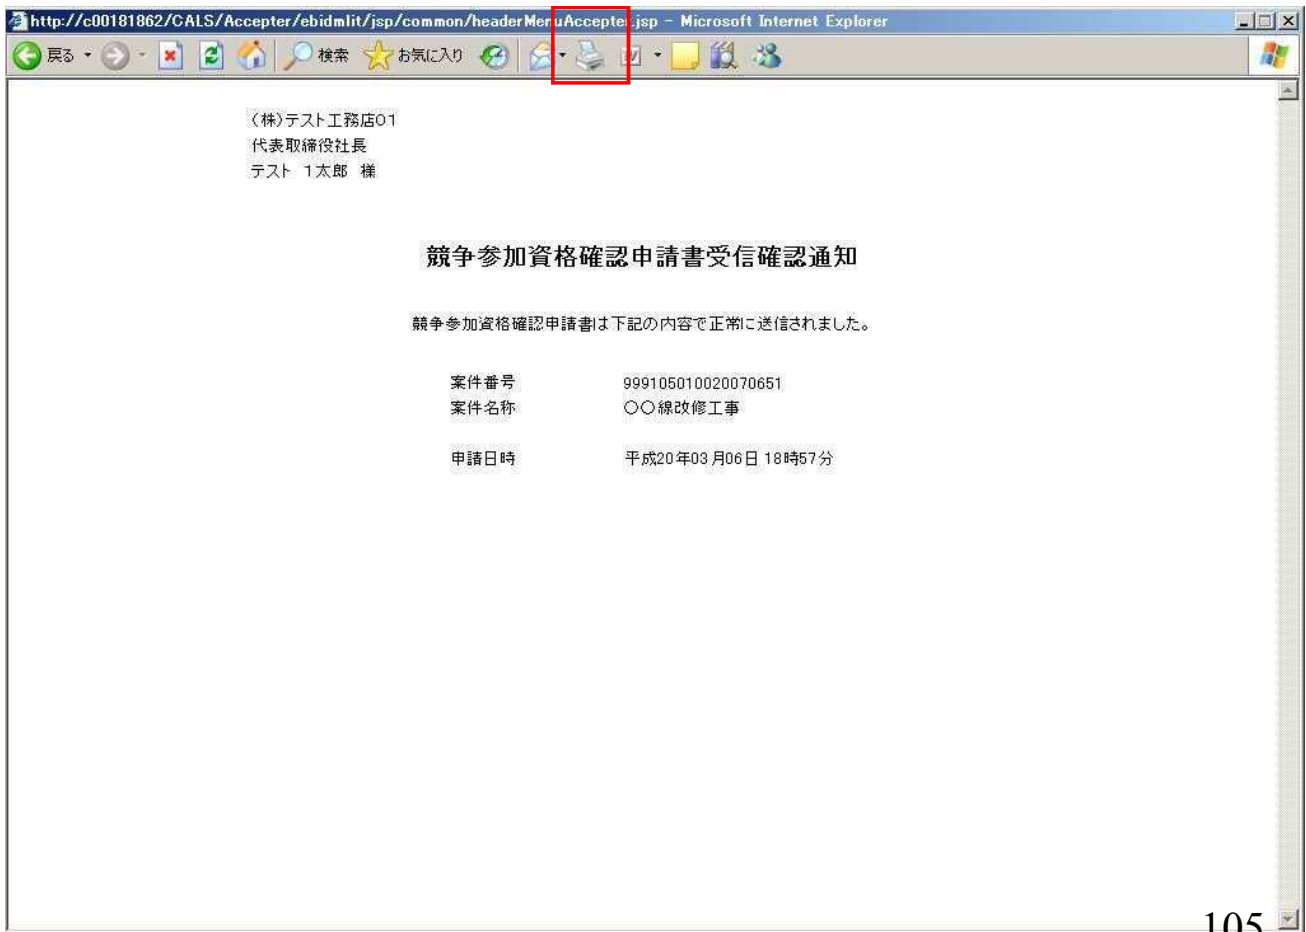 http://c00181862/CALS/Accepter/ebidmlit/jsp/common/headerMenuAccepter.jsp - Microsoft Internet Explorer
戻る 検索 お気に入り
(株)テスト工務店01
代表取締役社長
テスト 1太郎 様
競争参加資格確認申請書受信確認通知
競争参加資格確認申請書は下記の内容で正常に送信されました。
案件番号 999105010020070651
案件名称 〇〇線改修工事
申請日時 平成20年03月06日 18時57分
105